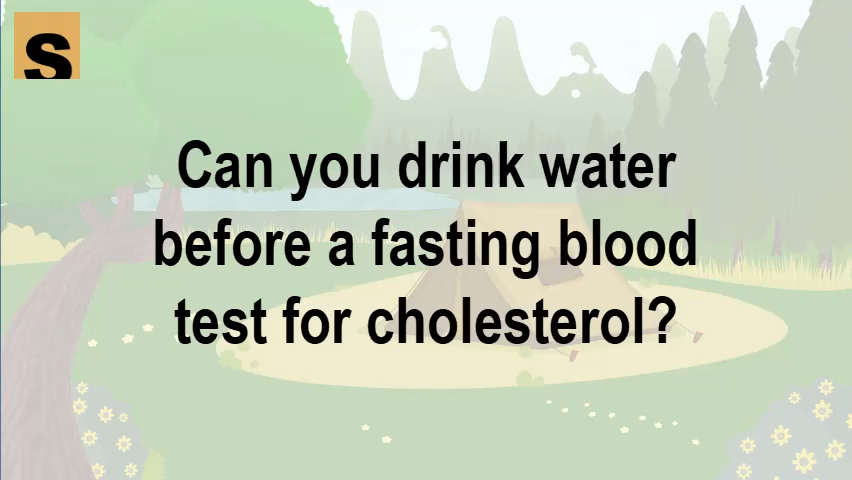 S
Can you drink water
before a fasting blood
test for cholesterol?